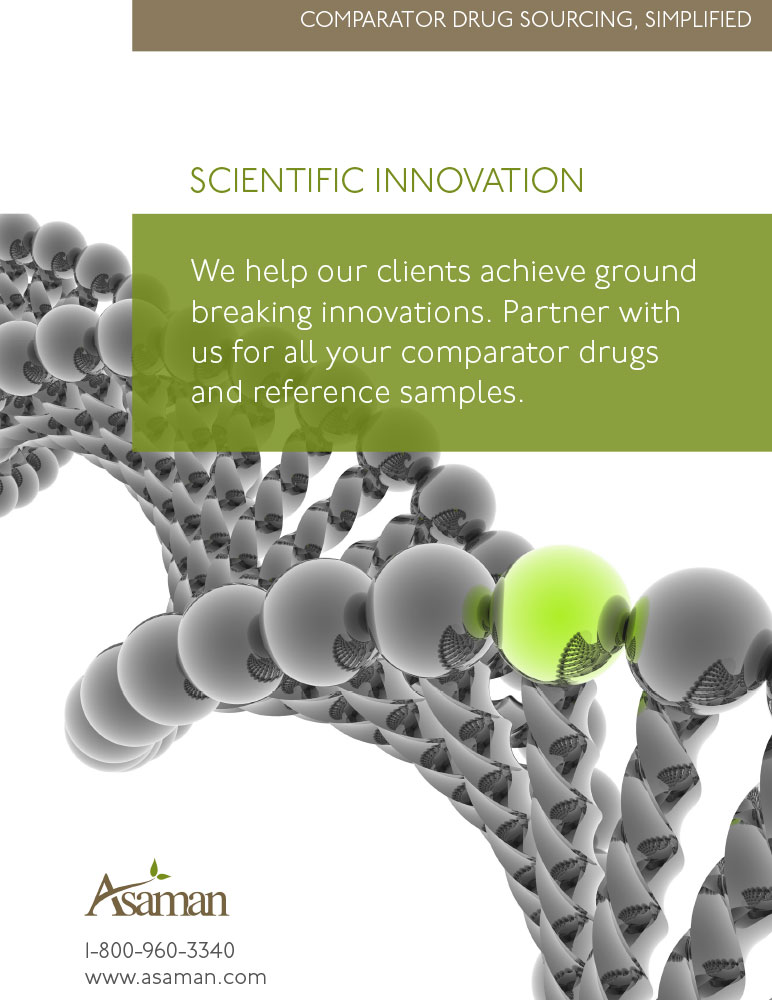 COMPARATOR DRUG SOURCING, SIMPLIFIED
SCIENTIFIC INNOVATION
We help our clients achieve ground
breaking innovations. Partner with
us for all your comparator drugs
and reference samples.
Asaman
1-800-960-3340
www.asaman.com